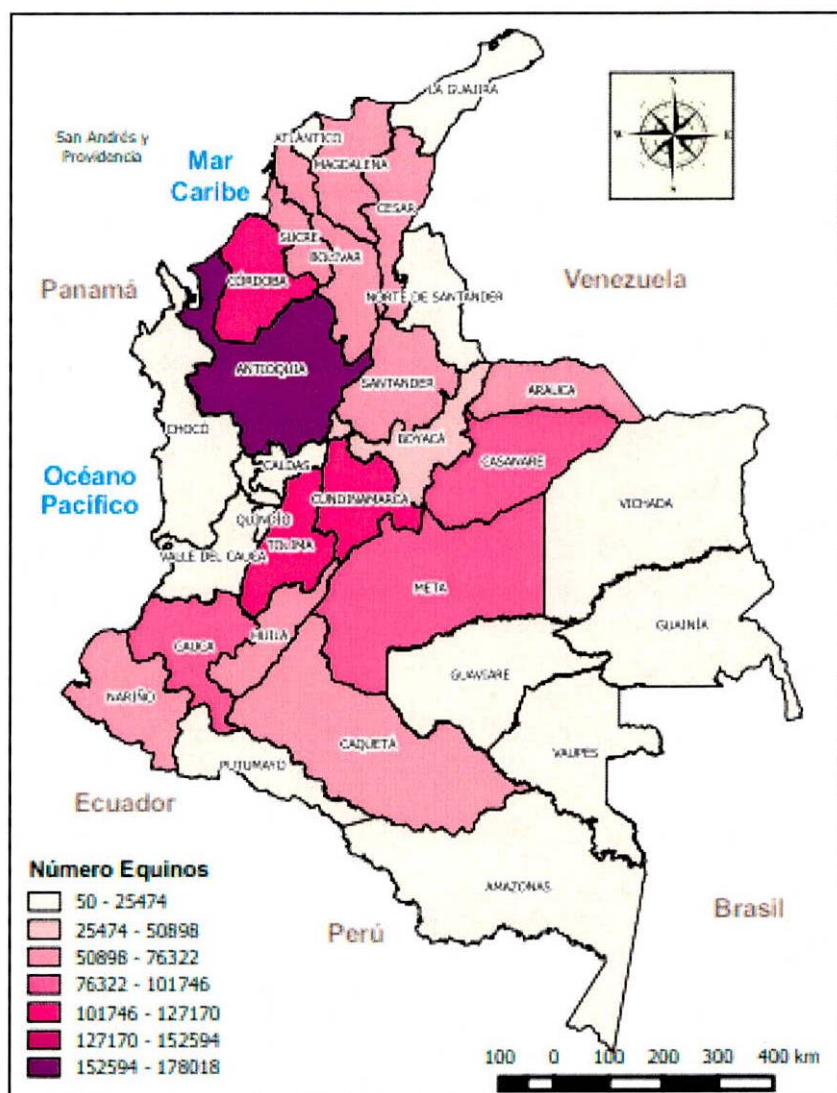 LA GUAJIRA
San Andrés y
Providencia
ATLÁNTICO
Mar
Caribe
MAGDALENA
CESAR
SUCRE
BOLÍVAR
CÓRDOBA
Panamá
Venezuela
NORTE DE SANTANDER
ANTIOQUIA
SANTANDER
ARAUCA
CHOCÓ
BOYACÁ
CASANARE
CALDAS
Océano
Pacífico
CUNDINAMARCA
VICHADA
QUINDÍO
TOLIMA
VALLE DEL CAUCA
META
GUAINÍA
CAUCA
HUILA
GUAVIARE
NARIÑO
CAQUETÁ
VAUPES
PUTUMAYO
Ecuador
AMAZONAS
Brasil
Perú
Número Equinos
50 - 25474
25474 - 50898
50898 - 76322
76322 - 101746
101746 - 127170
127170 - 152594
152594 - 178018
100 0 100 200 300 400 km